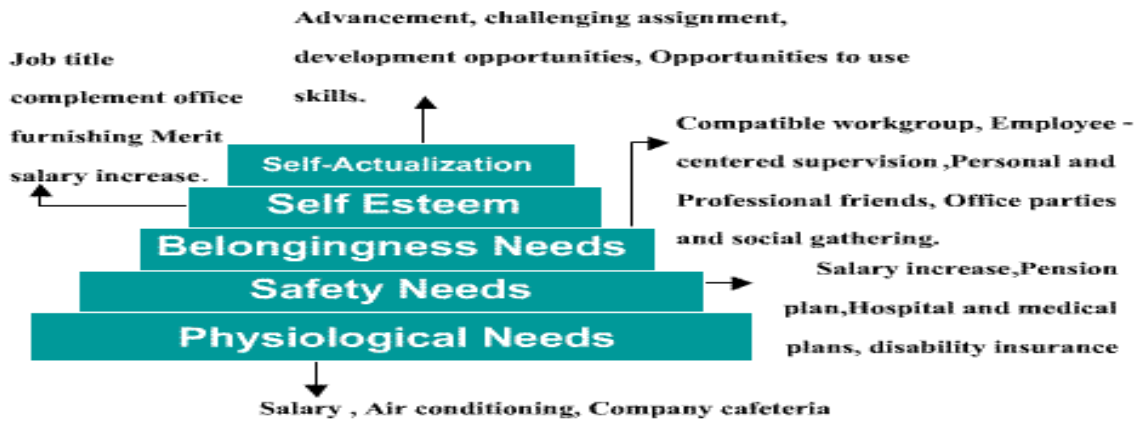 Advancement, challenging assignment,
development opportunities, Opportunities to use
skills.
Job title
complement office
furnishing Merit
salary increase.
Compatible workgroup, Employee -
centered supervision ,Personal and
Professional friends, Office parties
and social gathering.
Self-Actualization
Self Esteem
Belongingness Needs
Safety Needs
Physiological Needs
Salary increase,Pension
plan,Hospital and medical
plans, disability insurance
Salary , Air conditioning, Company cafeteria